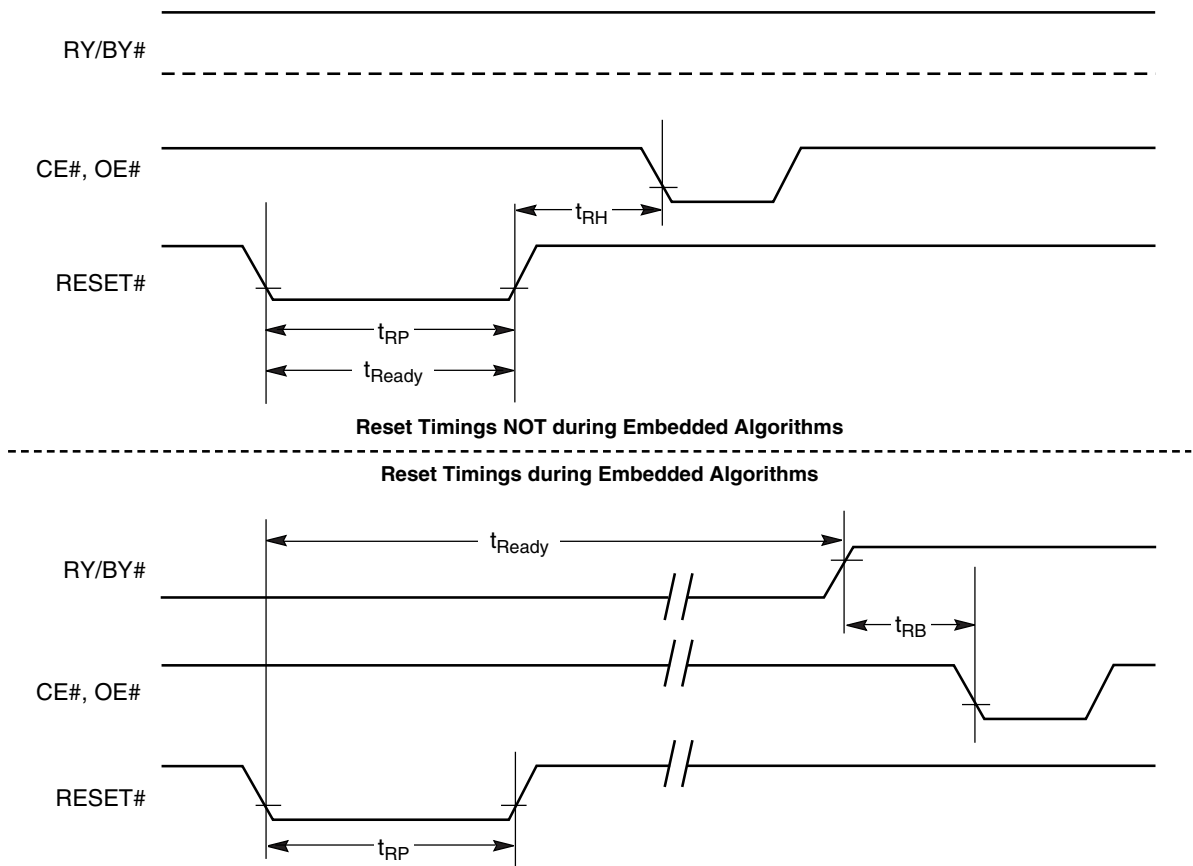 RY/BY#
CE#, OE#
tRH
RESET#
tRP
tReady
Reset Timings NOT during Embedded Algorithms
Reset Timings during Embedded Algorithms
tReady
RY/BY#
tRB
CE#, OE#
RESET#
tRP